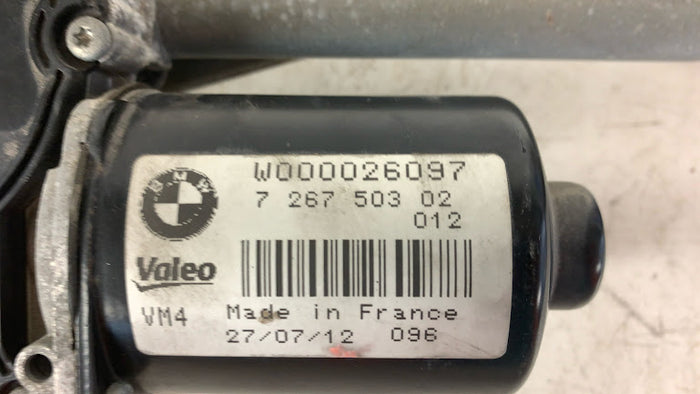 W000026097
BMW
7 267 503 02
012
Valeo
VM4
Made in France
27/07/12 096